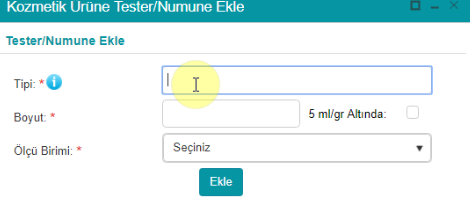 Kozmetik Ürüne Tester/Numune Ekle
Tester/Numune Ekle
Tipi: * i
Boyut: * 5 ml/gr Altında:
Ölçü Birimi: * Seçiniz
Ekle